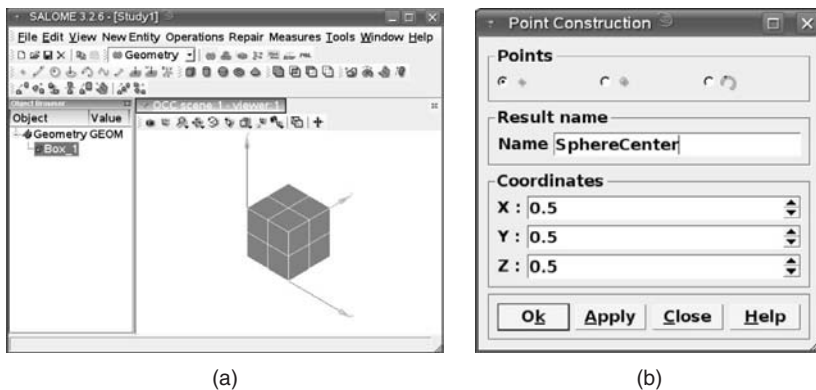 SALOME 3.2.6 - [Study1]
File Edit View New Entity Operations Repair Measures Tools Window Help
Geometry
Object Browser
OCC scene:1 - viewer:1
Object Value
Geometry GEOM
Box_1
(a)
Point Construction
Points
Result name
Name SphereCenter
Coordinates
X : 0.5
Y : 0.5
Z : 0.5
Ok Apply Close Help
(b)